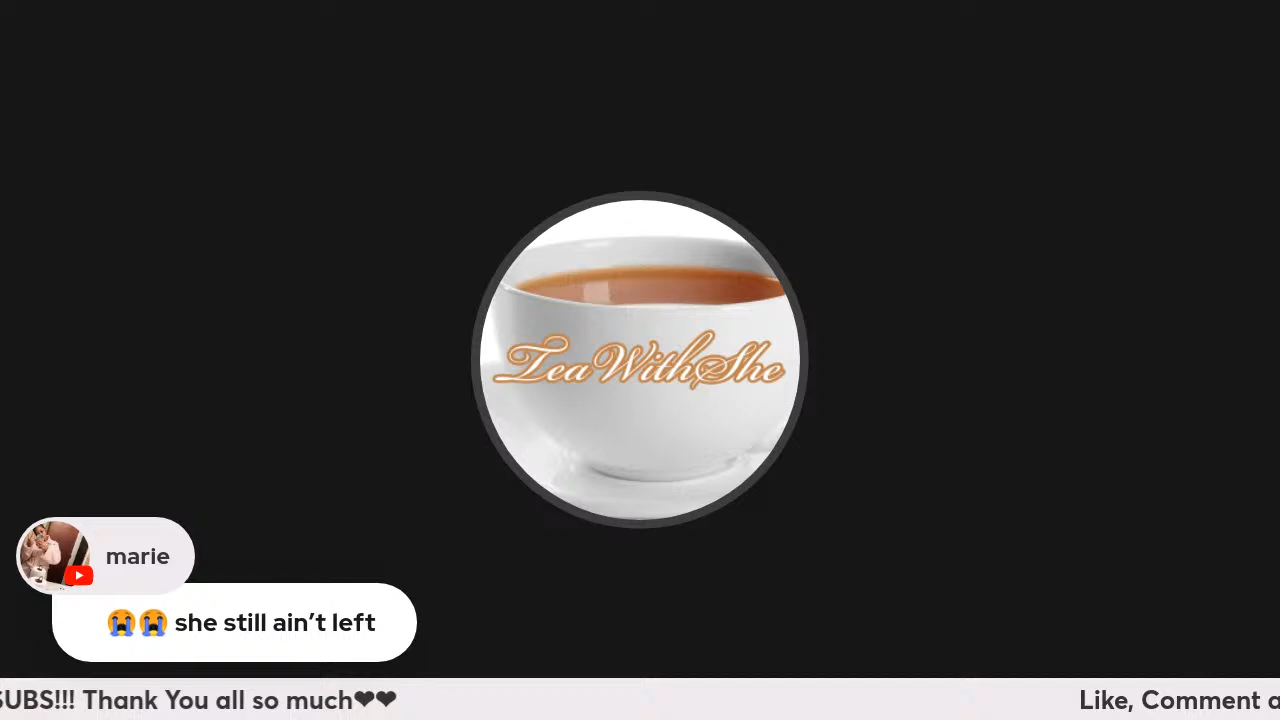 TeaWithShe
marie
😭😭 she still ain’t left
SUBS!!! Thank You all so much❤❤
Like, Comment a